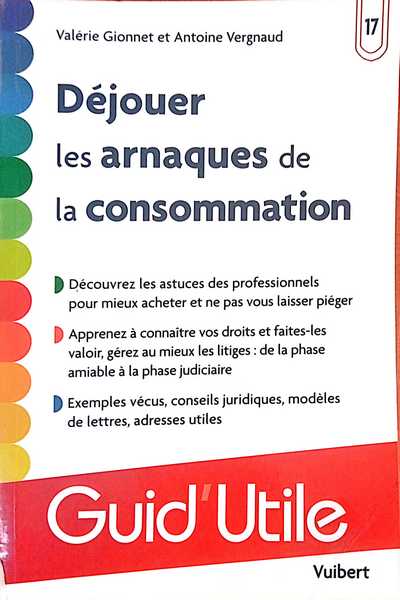 Valérie Gionnet et Antoine Vergnaud
17
Déjouer
les arnaques de
la consommation
Découvrez les astuces des professionnels
pour mieux acheter et ne pas vous laisser piéger
Apprenez à connaître vos droits et faites-les
valoir, gérez au mieux les litiges : de la phase
amiable à la phase judiciaire
Exemples vécus, conseils juridiques, modèles
de lettres, adresses utiles
Guid'Utile
Vuibert